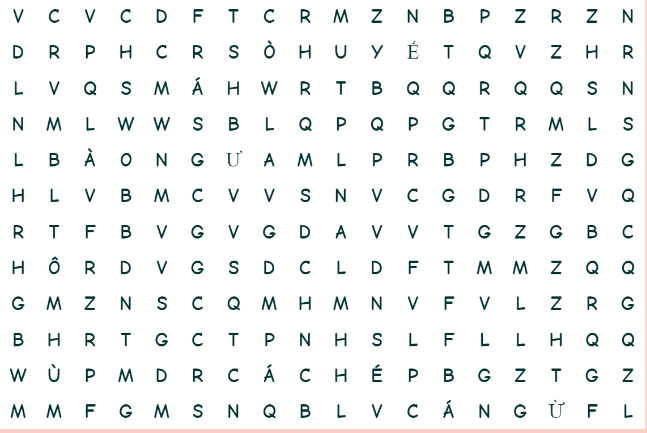 V C V C D F T C R M Z N B P Z R Z N
D R P H C R S Ò H U Y Ế T Q V Z H R
L V Q S M Á H W R T B Q Q R Q Q S N
N M L W W S B L Q P Q P G T R M L S
L B À O N G Ư A M L P R B P H Z D G
H L V B M C V V S N V C G D R F V Q
R T F B V G V G D A V V T G Z G B C
H Ô R D V G S D C L D F T M M Z Q Q
G M Z N S C Q M H M N V F V L Z R G
B H R T G C T P N H S L F L L H Q Q
W Ù P M D R C Á C H É P B G Z T G Z
M M F G M S N Q B L V C Á N G Ừ F L